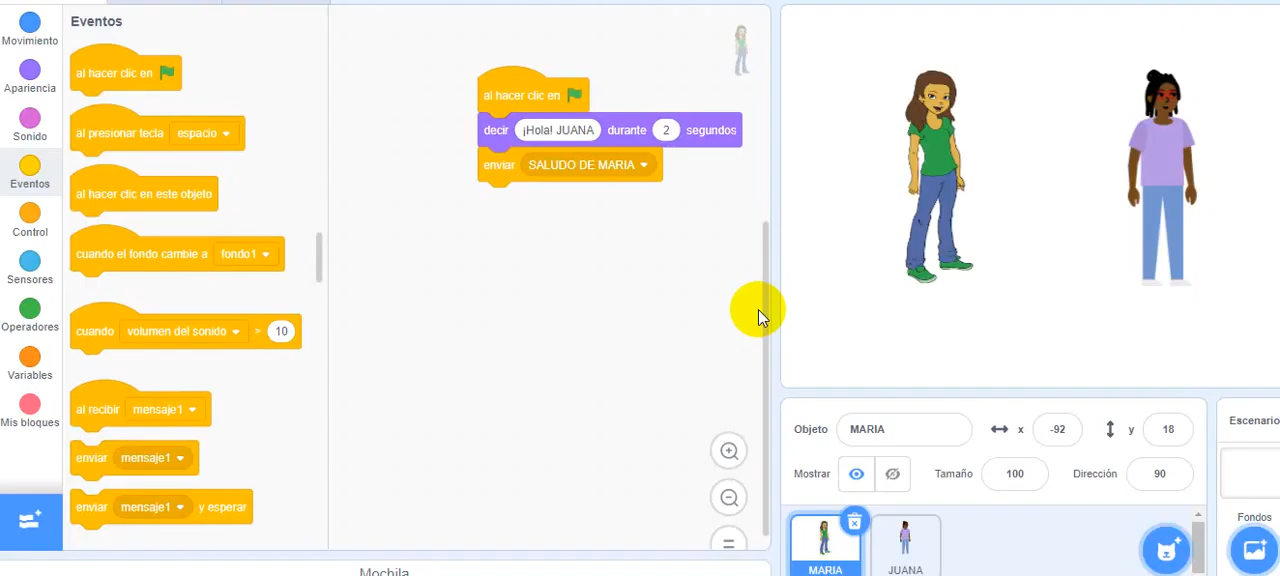 Movimiento
Apariencia
Sonido
Eventos
Control
Sensores
Operadores
Variables
Mis bloques
Eventos
al hacer clic en
al presionar tecla espacio
al hacer clic en este objeto
cuando el fondo cambie a fondo1
cuando volumen del sonido > 10
al recibir mensaje1
enviar mensaje1
enviar mensaje1 y esperar
al hacer clic en
decir ¡Hola! JUANA durante 2 segundos
enviar SALUDO DE MARIA
Mochila
Objeto MARIA x -92 y 18
Mostrar Tamaño 100 Dirección 90
MARIA
JUANA
Escenario
Fondos